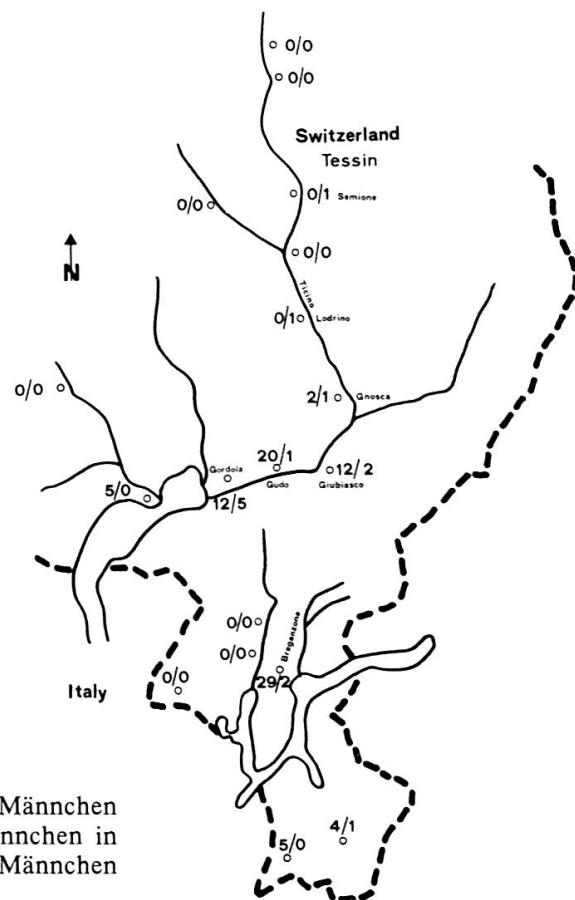 0/0
0/0
Switzerland
Tessin
0/1 Semione
0/0
0/0
N
Ticino
0/1 Lodrino
0/0
2/1 Gnosca
20/1
Gordola
12/2
Gudo
Giubiasco
5/0
12/5
0/0
Breganzona
0/0
0/0
29/2
Italy
Männchen
nnchen in
4/1
5/0
Männchen